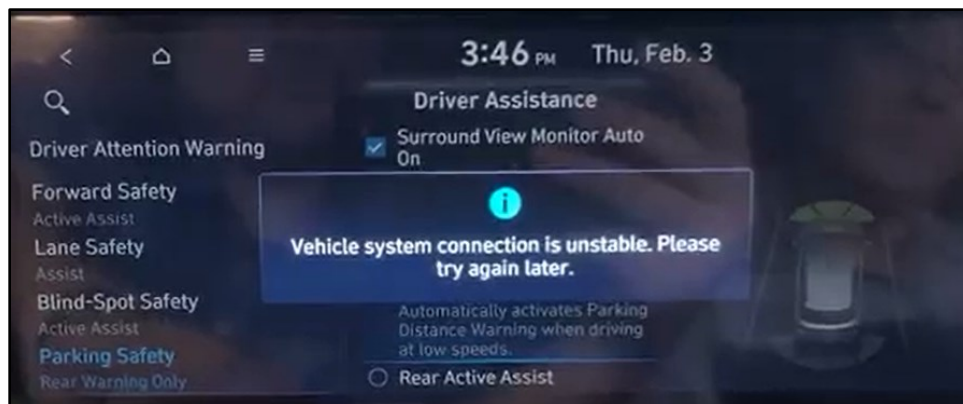 3:46 PM Thu, Feb. 3
Driver Assistance
Driver Attention Warning
Forward Safety
Active Assist
Lane Safety
Assist
Blind-Spot Safety
Active Assist
Parking Safety
Rear Warning Only
Surround View Monitor Auto
On
Vehicle system connection is unstable. Please
try again later.
Automatically activates Parking
Distance Warning when driving
at low speeds.
Rear Active Assist